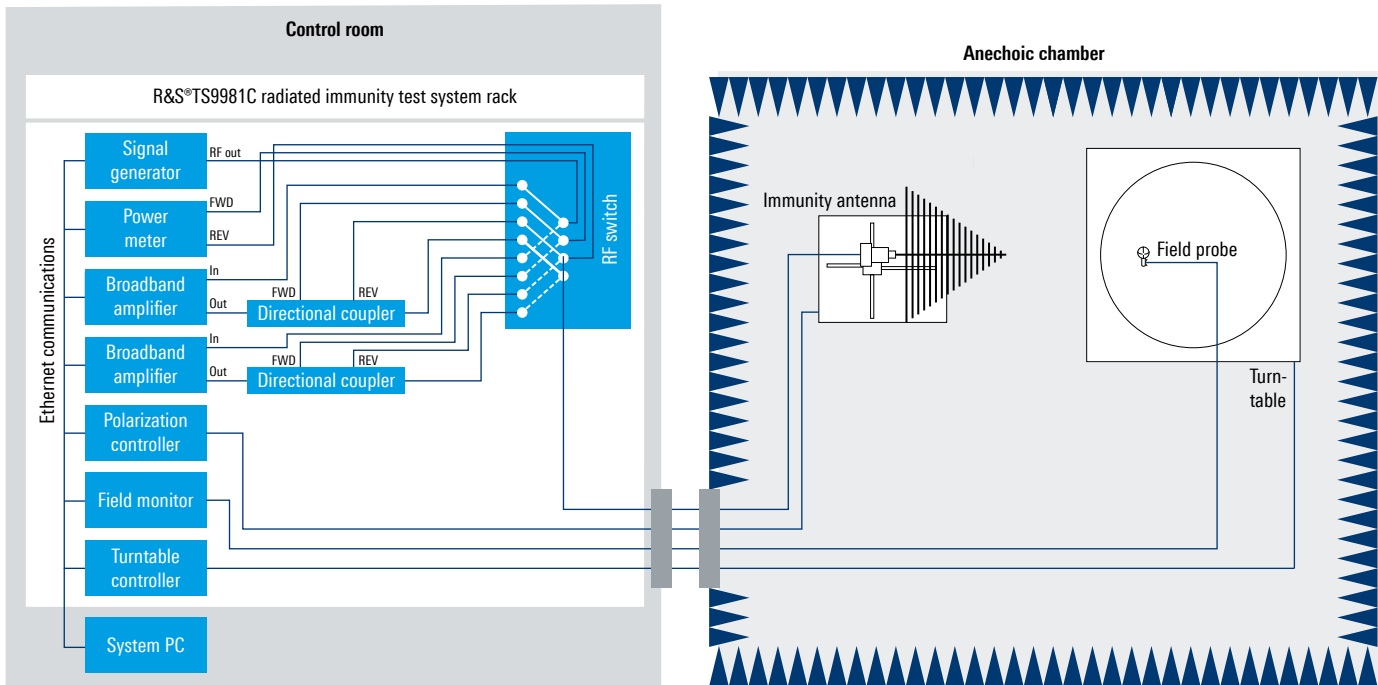 Control room
R&S®TS9981C radiated immunity test system rack
Ethernet communications
Signal
generator
RF out
Power
meter
FWD
REV
Broadband
amplifier
In
Out
FWD
REV
Directional coupler
Broadband
amplifier
In
Out
FWD
REV
Directional coupler
RF switch
Polarization
controller
Field monitor
Turntable
controller
System PC
Anechoic chamber
Immunity antenna
Field probe
Turn-
table